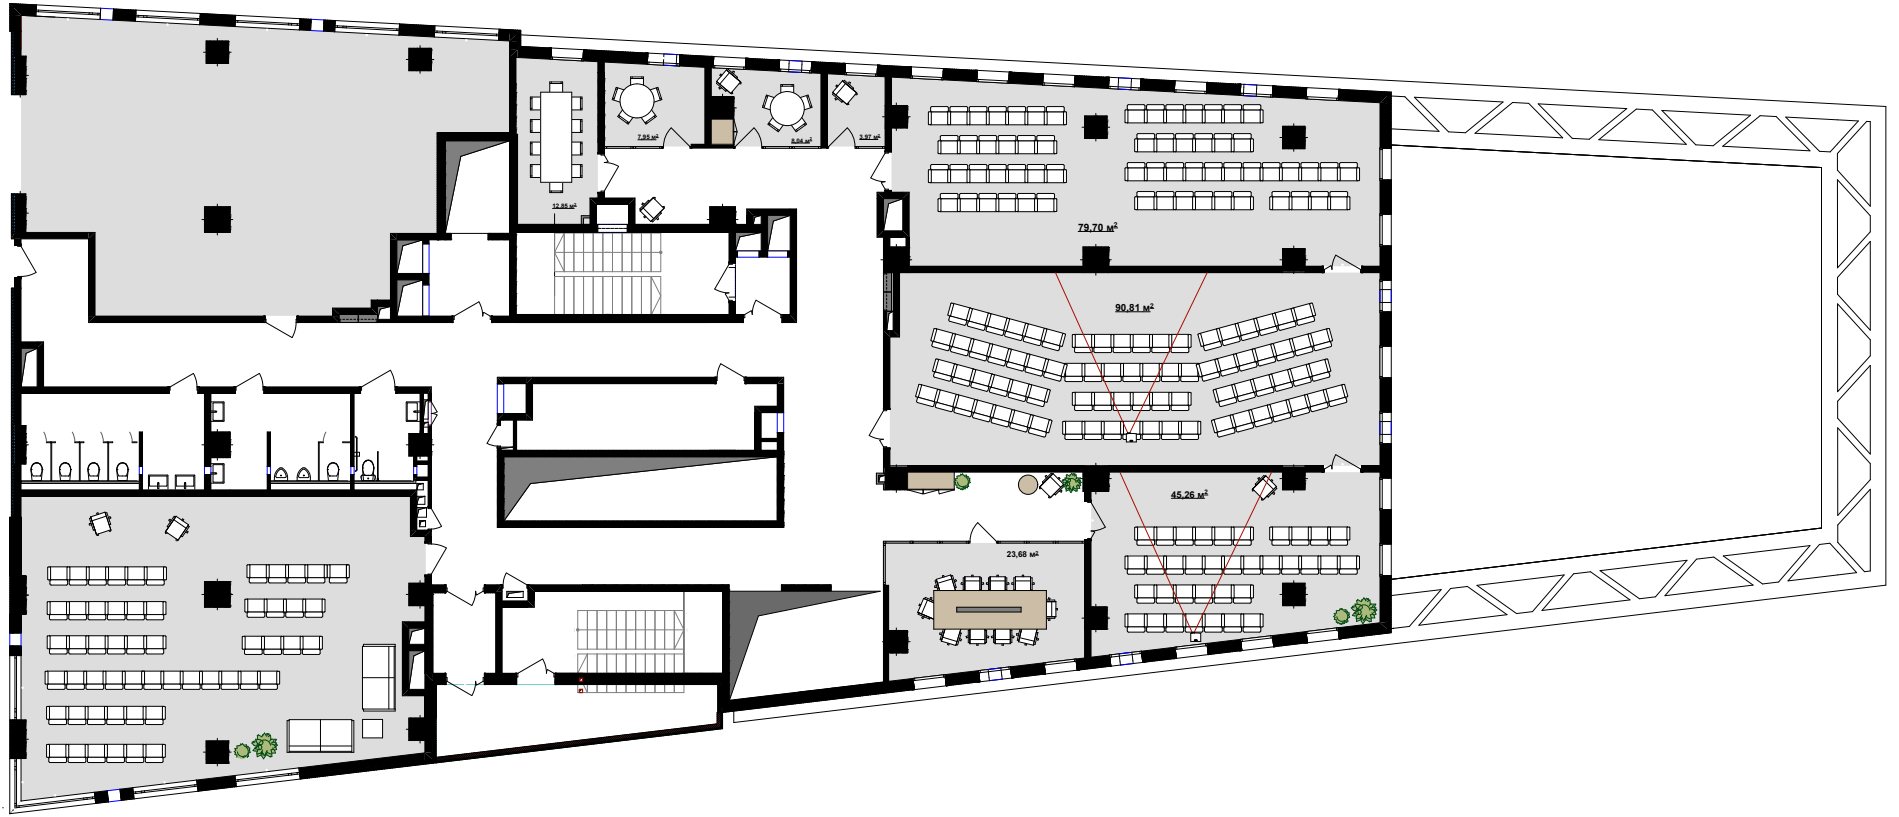 7,95 м²
8,04 м²
3,97 м²
12,85 м²
79,70 м²
90,81 м²
45,26 м²
23,68 м²